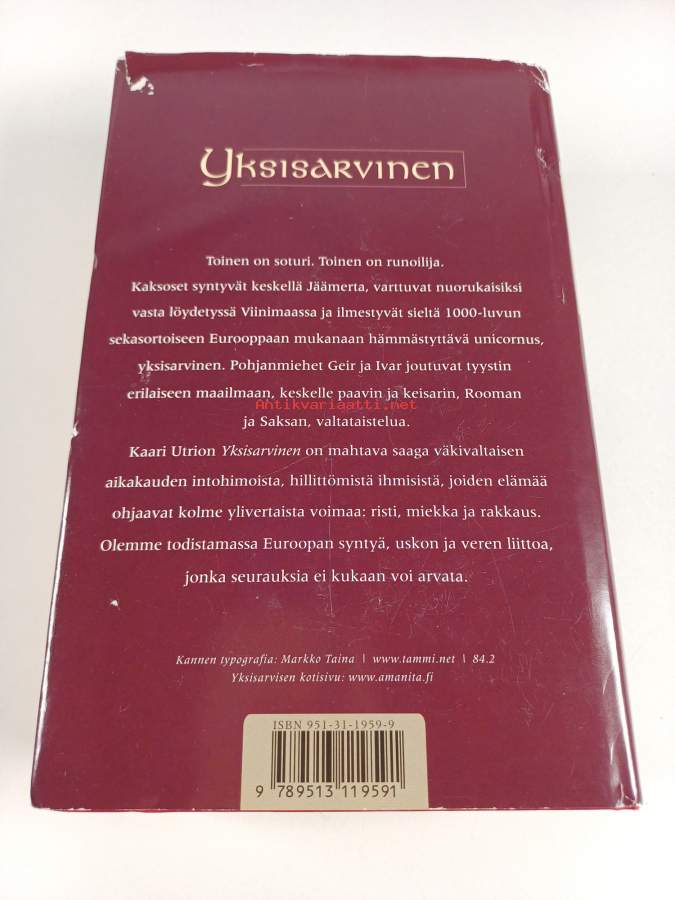 Yksisarvinen
Toinen on soturi. Toinen on runoilija.
Kaksoset syntyvät keskellä Jäämerta, varttuvat nuorukaisiksi
vasta löydetyssä Viinimaassa ja ilmestyvät sieltä 1000-luvun
sekasortoiseen Eurooppaan mukanaan hämmästyttävä unicornus,
yksisarvinen. Pohjanmiehet Geir ja Ivar joutuvat tyystin
erilaiseen maailmaan, keskelle paavin ja keisarin, Rooman
Antikvariaatti.net
ja Saksan, valtataistelua.
Kaari Utrion Yksisarvinen on mahtava saaga väkivaltaisen
aikakauden intohimoista, hillittömistä ihmisistä, joiden elämää
ohjaavat kolme ylivertaista voimaa: risti, miekka ja rakkaus.
Olemme todistamassa Euroopan syntyä, uskon ja veren liittoa,
jonka seurauksia ei kukaan voi arvata.
Kannen typografia: Markko Taina | www.tammi.net | 84.2
Yksisarvisen kotisivu: www.amanita.fi
ISBN 951-31-1959-9
9 789513 119591